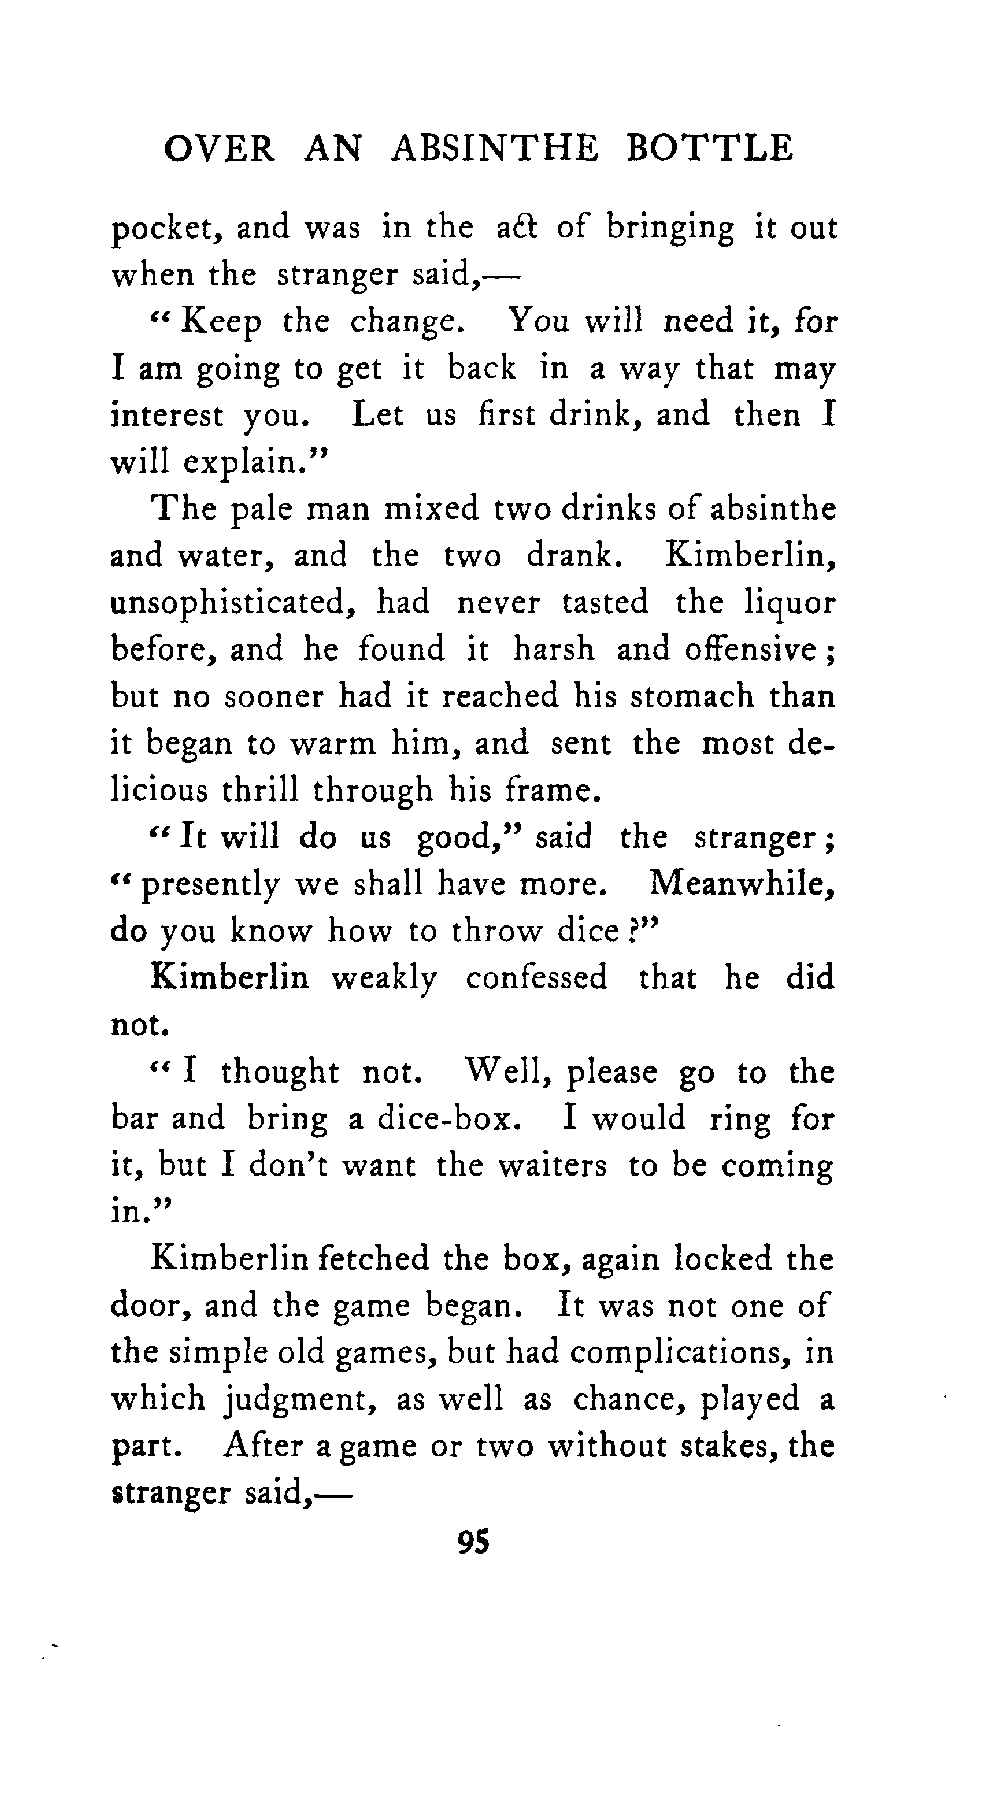 OVER AN ABSINTHE BOTTLE
pocket, and was in the act of bringing it out
when the stranger said,—
“ Keep the change. You will need it, for
I am going to get it back in a way that may
interest you. Let us first drink, and then I
will explain.”
The pale man mixed two drinks of absinthe
and water, and the two drank. Kimberlin,
unsophisticated, had never tasted the liquor
before, and he found it harsh and offensive ;
but no sooner had it reached his stomach than
it began to warm him, and sent the most de-
licious thrill through his frame.
“ It will do us good,” said the stranger ;
“ presently we shall have more. Meanwhile,
do you know how to throw dice ?”
Kimberlin weakly confessed that he did
not.
“ I thought not. Well, please go to the
bar and bring a dice-box. I would ring for
it, but I don’t want the waiters to be coming
in.”
Kimberlin fetched the box, again locked the
door, and the game began. It was not one of
the simple old games, but had complications, in
which judgment, as well as chance, played a
part. After a game or two without stakes, the
stranger said,—
95